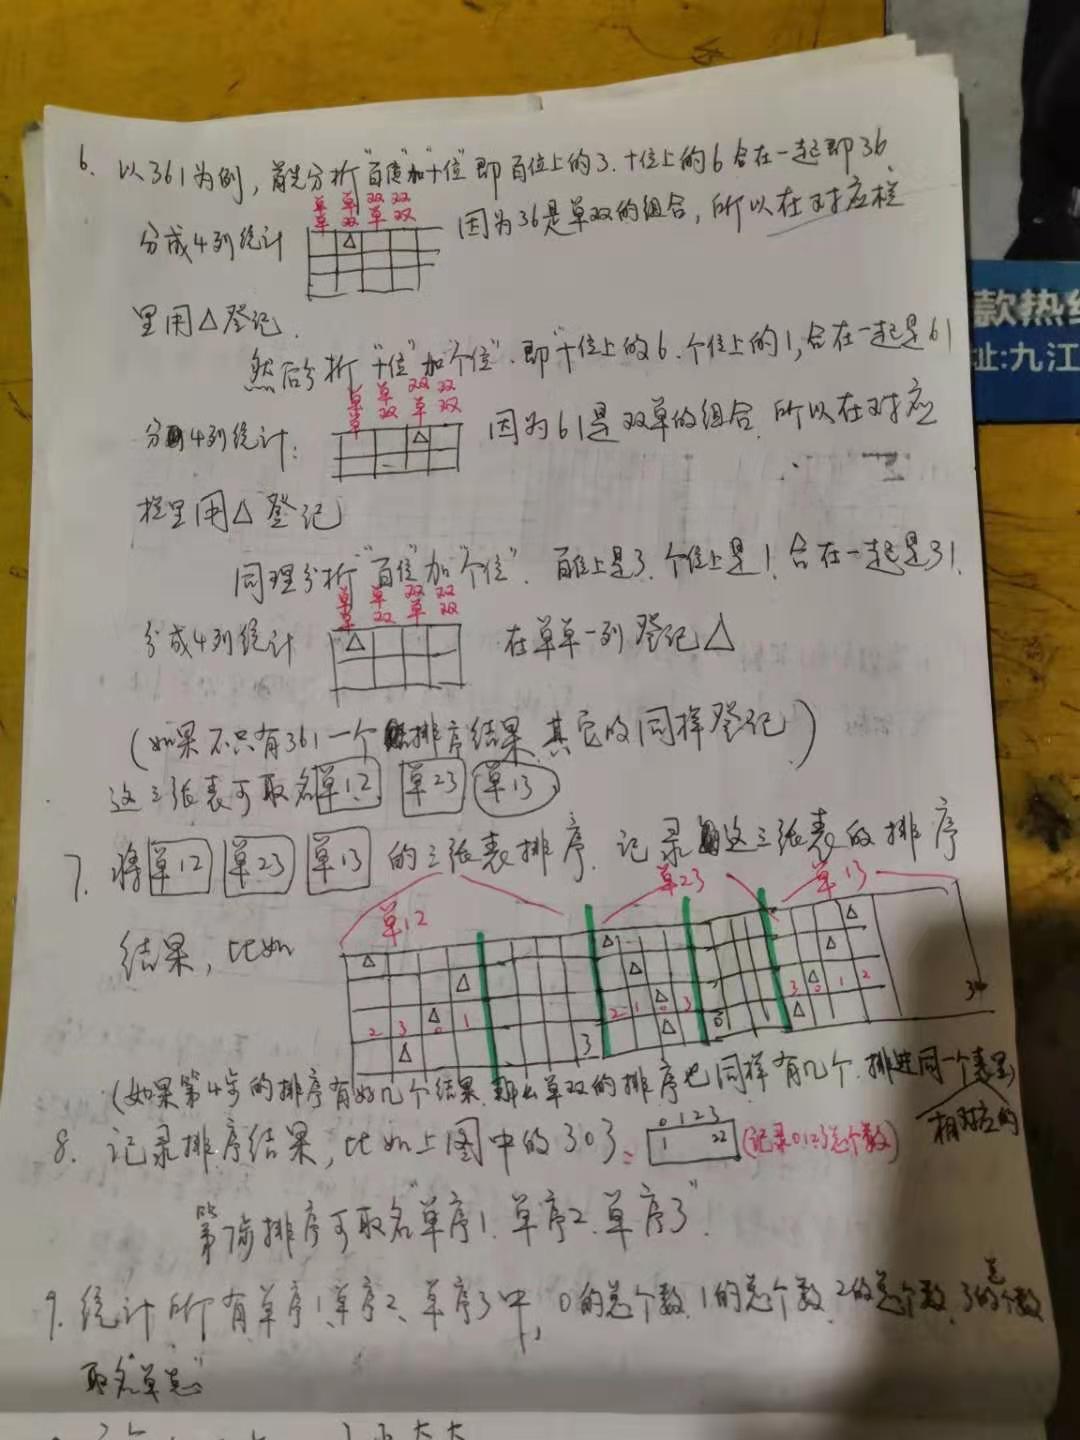 6. 以361为例，首先分析"百位"加"十位"即百位上的3.十位上的6合在一起即36
单 单 双 双
单 双 单 双
分成4列统计
△
因为36是单双的组合，所以在对应栏
里用△登记.
然后分析"十位"加"个位".即十位上的6.个位上的1,合在一起是61
单 单 双 双
单 双 单 双
分 4列统计:
△
因为61是双单的组合.所以在对应
栏里用△登记
同理分析"百位"加"个位".百位上是3.个位上是1.合在一起是31.
单 单 双 双
单 双 单 双
分成4列统计
△
在单单一列登记△
(如果不只有361一个排序结果.其它的同样登记)
这三张表可取名单12 单23 单13
7. 将单12 单23 单13的三张表排序.记录这三张表的排序
结果，比如
单12 单23 单13
△ △ △
△ △ △
2 3 △ 0 1 2 1 △ 0 3 3 △ 0 1 2
△ 3 △ 0 △ 3
(如果第4步的排序有好几个结果.那么单双的排序也同样有几个.排进同一个表里)
相对应的
8. 记录排序结果，比如上图中的303:
0 1 2 3
1 22
(记录0123总个数)
第7步排序可取名"单序1.单序2.单序3".
9. 统计所有单序1单序2、单序3中，0的总个数.1的总个数.2的总个数.3的总个数
取名"单总"